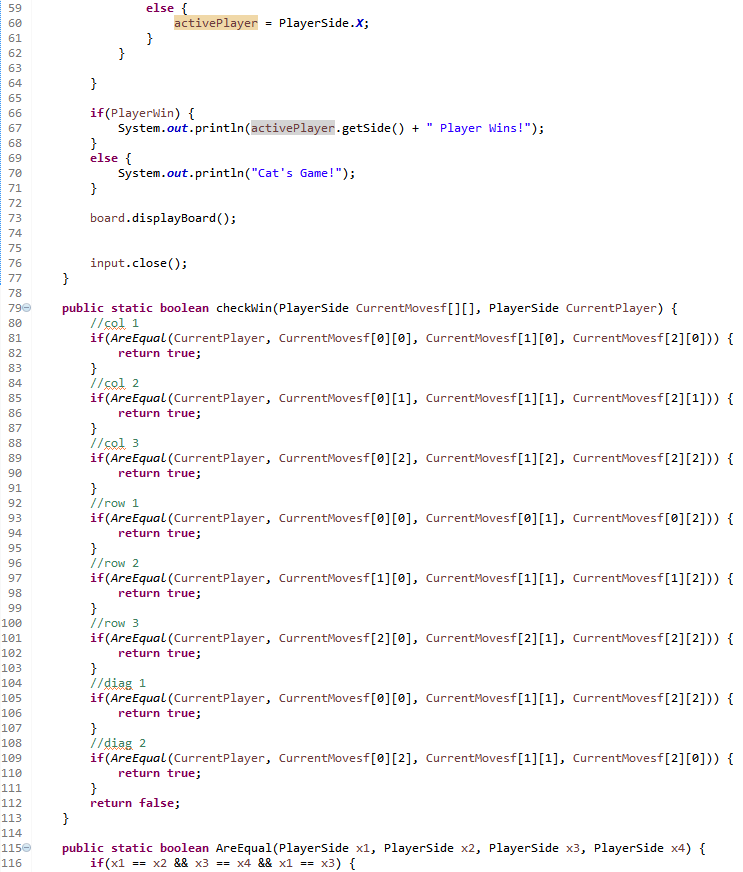 59 else {
60 activePlayer = PlayerSide.X;
61 }
62 }
63
64 }
65
66 if(PlayerWin) {
67 System.out.println(activePlayer.getSide() + " Player Wins!");
68 }
69 else {
70 System.out.println("Cat's Game!");
71 }
72
73 board.displayBoard();
74
75
76 input.close();
77 }
78
79 public static boolean checkWin(PlayerSide CurrentMovesf[][], PlayerSide CurrentPlayer) {
80 //col 1
81 if(AreEqual(CurrentPlayer, CurrentMovesf[0][0], CurrentMovesf[1][0], CurrentMovesf[2][0])) {
82 return true;
83 }
84 //col 2
85 if(AreEqual(CurrentPlayer, CurrentMovesf[0][1], CurrentMovesf[1][1], CurrentMovesf[2][1])) {
86 return true;
87 }
88 //col 3
89 if(AreEqual(CurrentPlayer, CurrentMovesf[0][2], CurrentMovesf[1][2], CurrentMovesf[2][2])) {
90 return true;
91 }
92 //row 1
93 if(AreEqual(CurrentPlayer, CurrentMovesf[0][0], CurrentMovesf[0][1], CurrentMovesf[0][2])) {
94 return true;
95 }
96 //row 2
97 if(AreEqual(CurrentPlayer, CurrentMovesf[1][0], CurrentMovesf[1][1], CurrentMovesf[1][2])) {
98 return true;
99 }
100 //row 3
101 if(AreEqual(CurrentPlayer, CurrentMovesf[2][0], CurrentMovesf[2][1], CurrentMovesf[2][2])) {
102 return true;
103 }
104 //diag 1
105 if(AreEqual(CurrentPlayer, CurrentMovesf[0][0], CurrentMovesf[1][1], CurrentMovesf[2][2])) {
106 return true;
107 }
108 //diag 2
109 if(AreEqual(CurrentPlayer, CurrentMovesf[0][2], CurrentMovesf[1][1], CurrentMovesf[2][0])) {
110 return true;
111 }
112 return false;
113 }
114
115 public static boolean AreEqual(PlayerSide x1, PlayerSide x2, PlayerSide x3, PlayerSide x4) {
116 if(x1 == x2 && x3 == x4 && x1 == x3) {